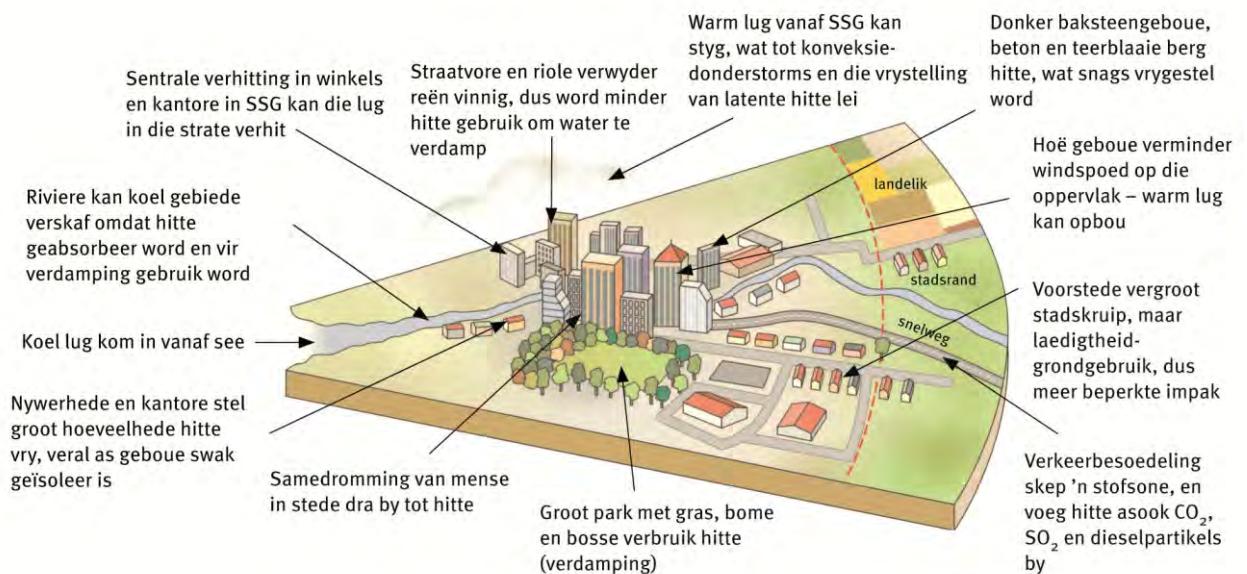 Sentrale verhitting in winkels
en kantore in SSG kan die lug
in die strate verhit
Straatvore en riole verwyder
reën vinnig, dus word minder
hitte gebruik om water te
verdamp
Warm lug vanaf SSG kan
styg, wat tot konveksie-
donderstorms en die vrystelling
van latente hitte lei
Donker baksteengeboue,
beton en teerblaaie berg
hitte, wat snags vrygestel
word
Hoë geboue verminder
windspoed op die
oppervlak – warm lug
kan opbou
Riviere kan koel gebiede
verskaf omdat hitte
geabsorbeer word en vir
verdamping gebruik word
landelik
stadsrand
snelweg
Koel lug kom in vanaf see
Voorstede vergroot
stadskruip, maar
laedigtheid-
grondgebruik, dus
meer beperkte impak
Nywerhede en kantore stel
groot hoeveelhede hitte
vry, veral as geboue swak
geïsoleer is
Samedromming van mense
in stede dra by tot hitte
Groot park met gras, bome
en bosse verbruik hitte
(verdamping)
Verkeerbesoedeling
skep ’n stofsone, en
voeg hitte asook CO₂,
SO₂ en dieselpartikels
by